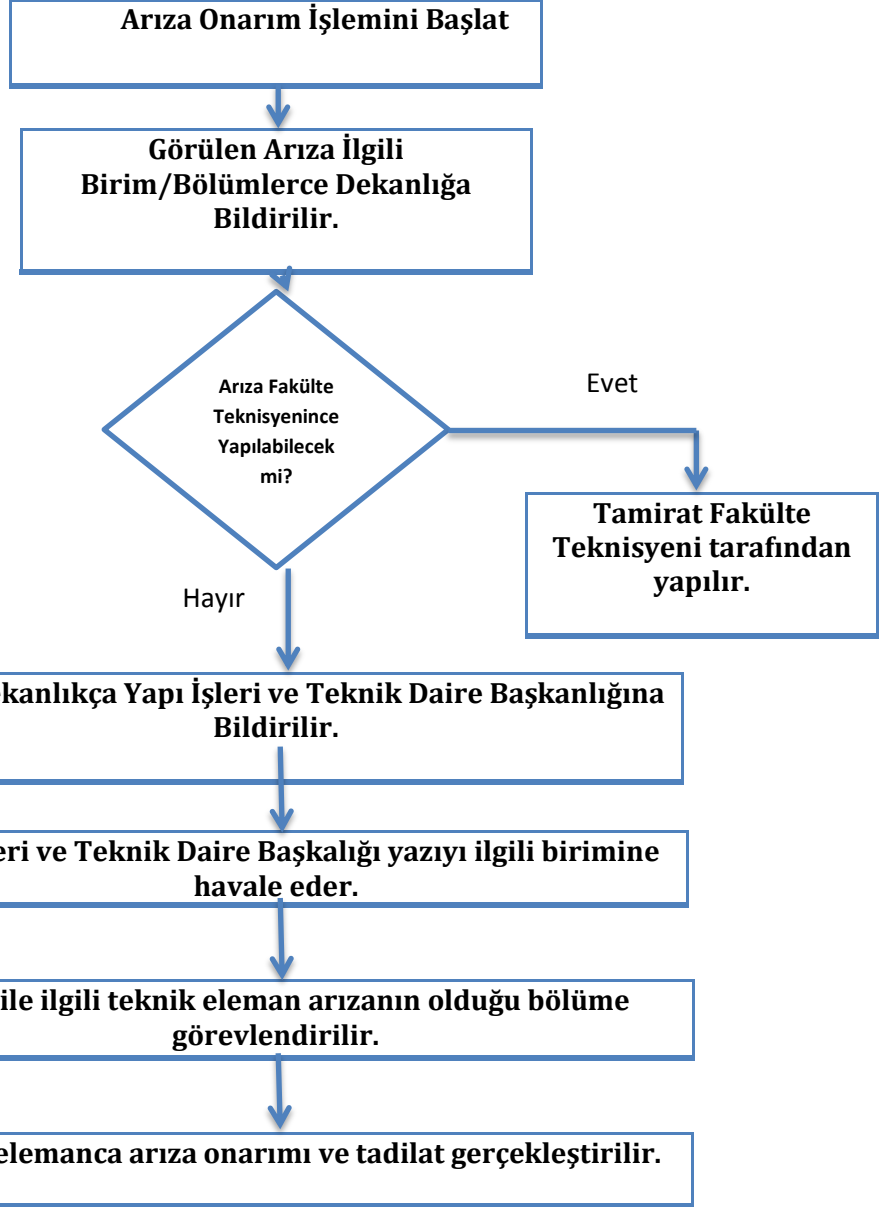 Arıza Onarım İşlemini Başlat
Görülen Arıza İlgili
Birim/Bölümlerce Dekanlığa
Bildirilir.
Arıza Fakülte
Teknisyenince
Yapılabilecek
mi?
Evet
Tamirat Fakülte
Teknisyeni tarafından
yapılır.
Hayır
ekanlıkça Yapı İşleri ve Teknik Daire Başkanlığına
Bildirilir.
eri ve Teknik Daire Başkalığı yazıyı ilgili birimine
havale eder.
ile ilgili teknik eleman arızanın olduğu bölüme
görevlendirilir.
elemanca arıza onarımı ve tadilat gerçekleştirilir.